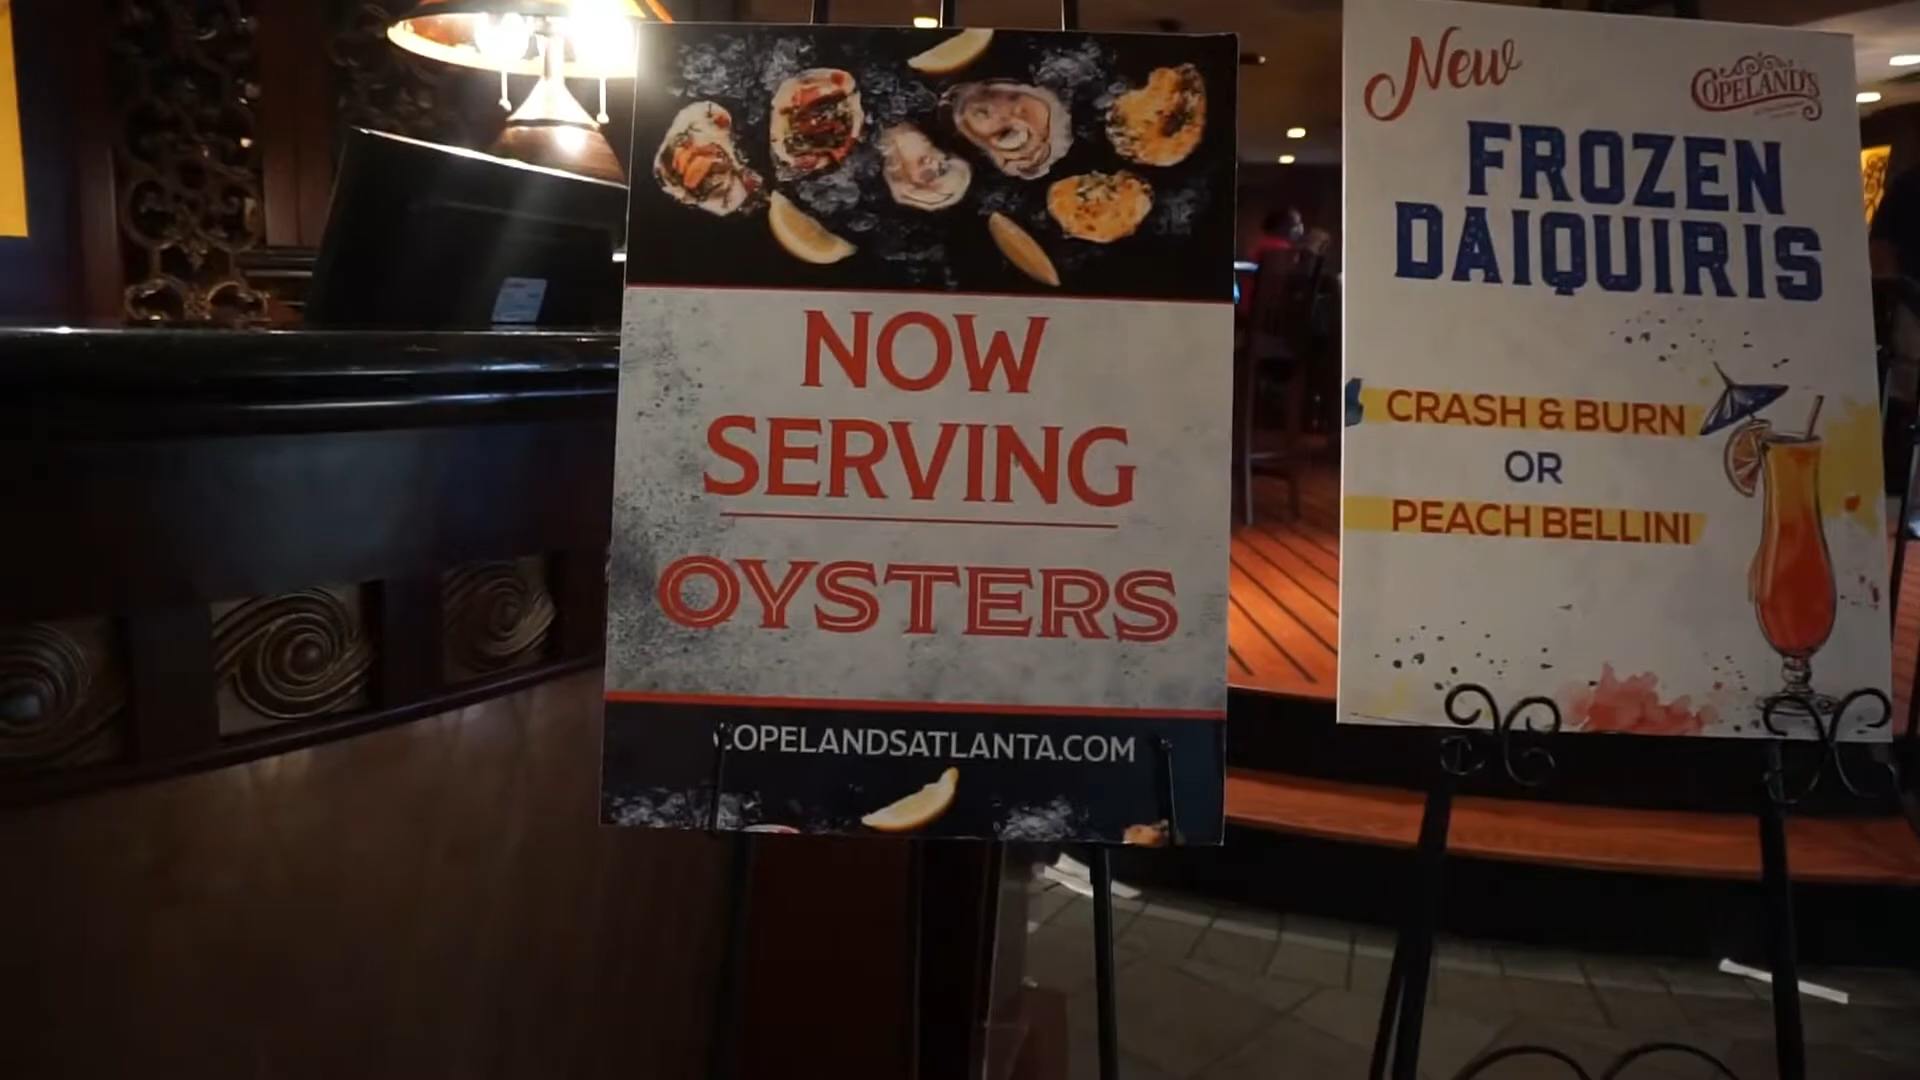 NOW
SERVING
OYSTERS
COPELANDSATLANTA.COM
New
COPELAND'S
FROZEN
DAIQUIRIS
CRASH & BURN
OR
PEACH BELLINI